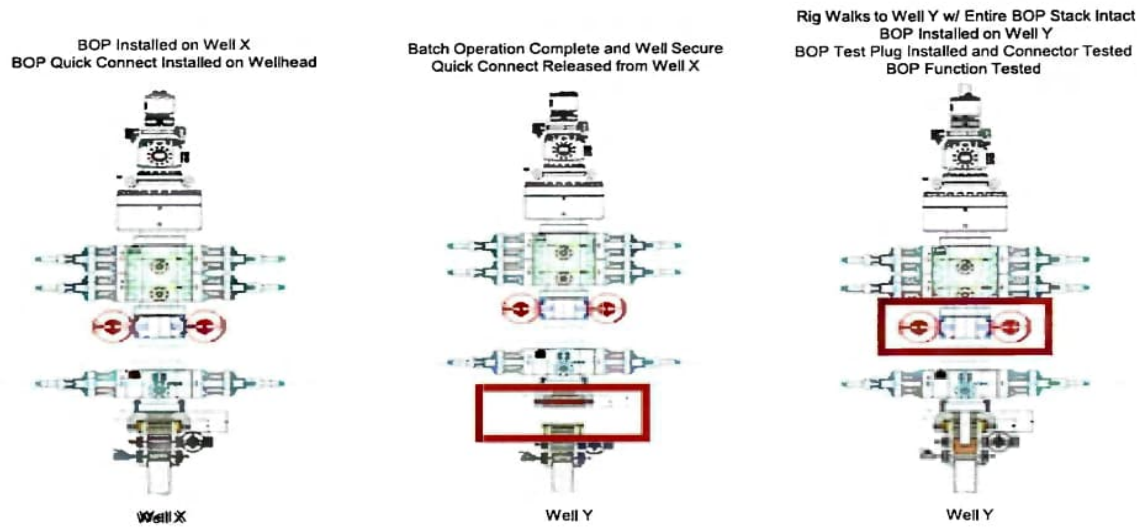 BOP Installed on Well X
BOP Quick Connect Installed on Wellhead
Batch Operation Complete and Well Secure
Quick Connect Released from Well X
Rig Walks to Well Y w/ Entire BOP Stack Intact
BOP Installed on Well Y
BOP Test Plug Installed and Connector Tested
BOP Function Tested
Well X
Well Y
Well Y